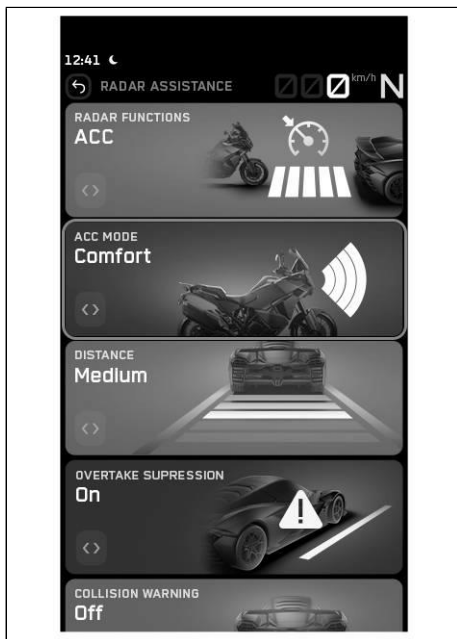 12:41
RADAR ASSISTANCE
000 km/h N
RADAR FUNCTIONS
ACC
ACC MODE
Comfort
DISTANCE
Medium
OVERTAKE SUPRESSION
On
COLLISION WARNING
Off